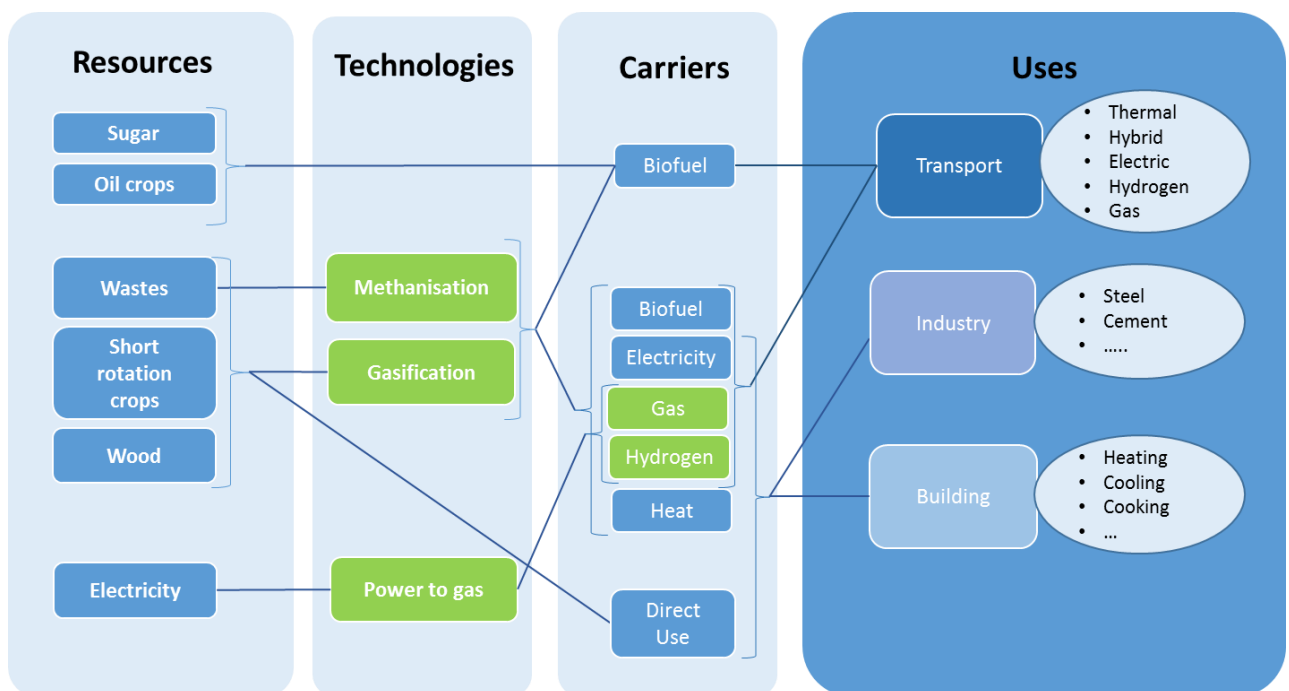 Resources
Sugar
Oil crops
Wastes
Short
rotation
crops
Wood
Electricity
Technologies
Methanisation
Gasification
Power to gas
Carriers
Biofuel
Biofuel
Electricity
Gas
Hydrogen
Heat
Direct
Use
Uses
Transport
• Thermal
• Hybrid
• Electric
• Hydrogen
• Gas
Industry
• Steel
• Cement
• .....
Building
• Heating
• Cooling
• Cooking
• ...